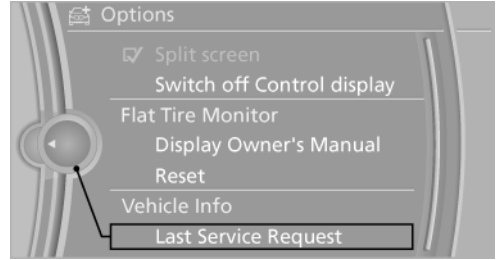 Options
Split screen
Switch off Control display
Flat Tire Monitor
Display Owner's Manual
Reset
Vehicle Info
Last Service Request